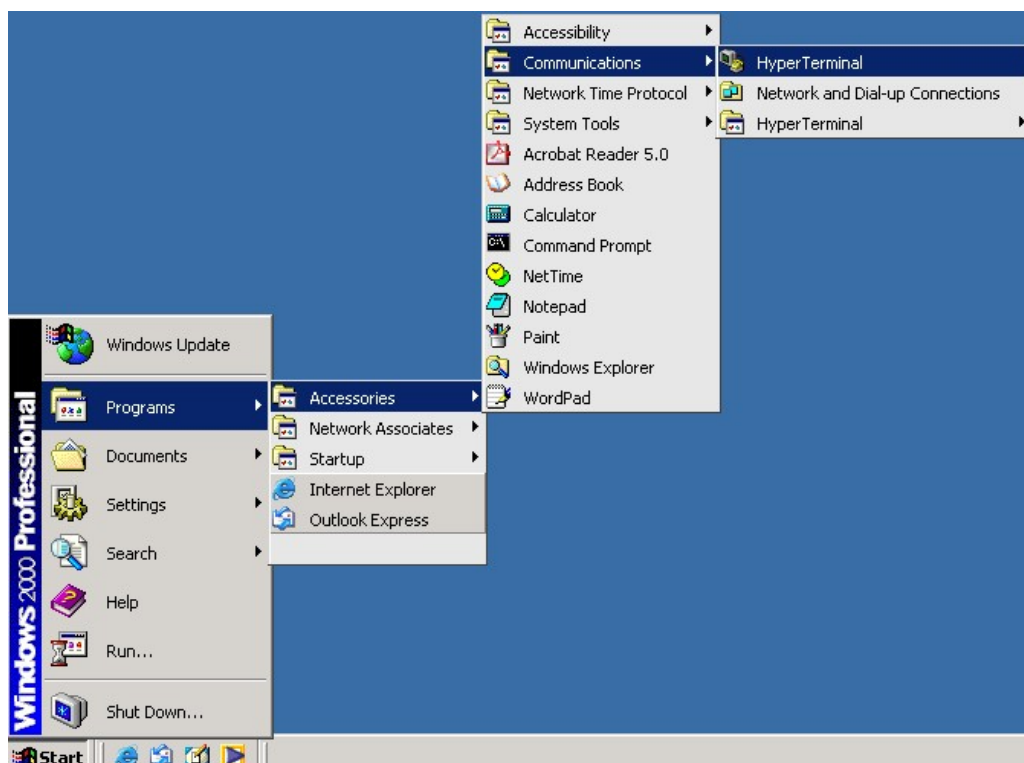 Accessibility
Communications
Network Time Protocol
System Tools
Acrobat Reader 5.0
Address Book
Calculator
Command Prompt
NetTime
Notepad
Paint
Windows Explorer
WordPad
HyperTerminal
Network and Dial-up Connections
HyperTerminal
Windows 2000 Professional
Windows Update
Programs
Documents
Settings
Search
Help
Run...
Shut Down...
Accessories
Network Associates
Startup
Internet Explorer
Outlook Express
Start